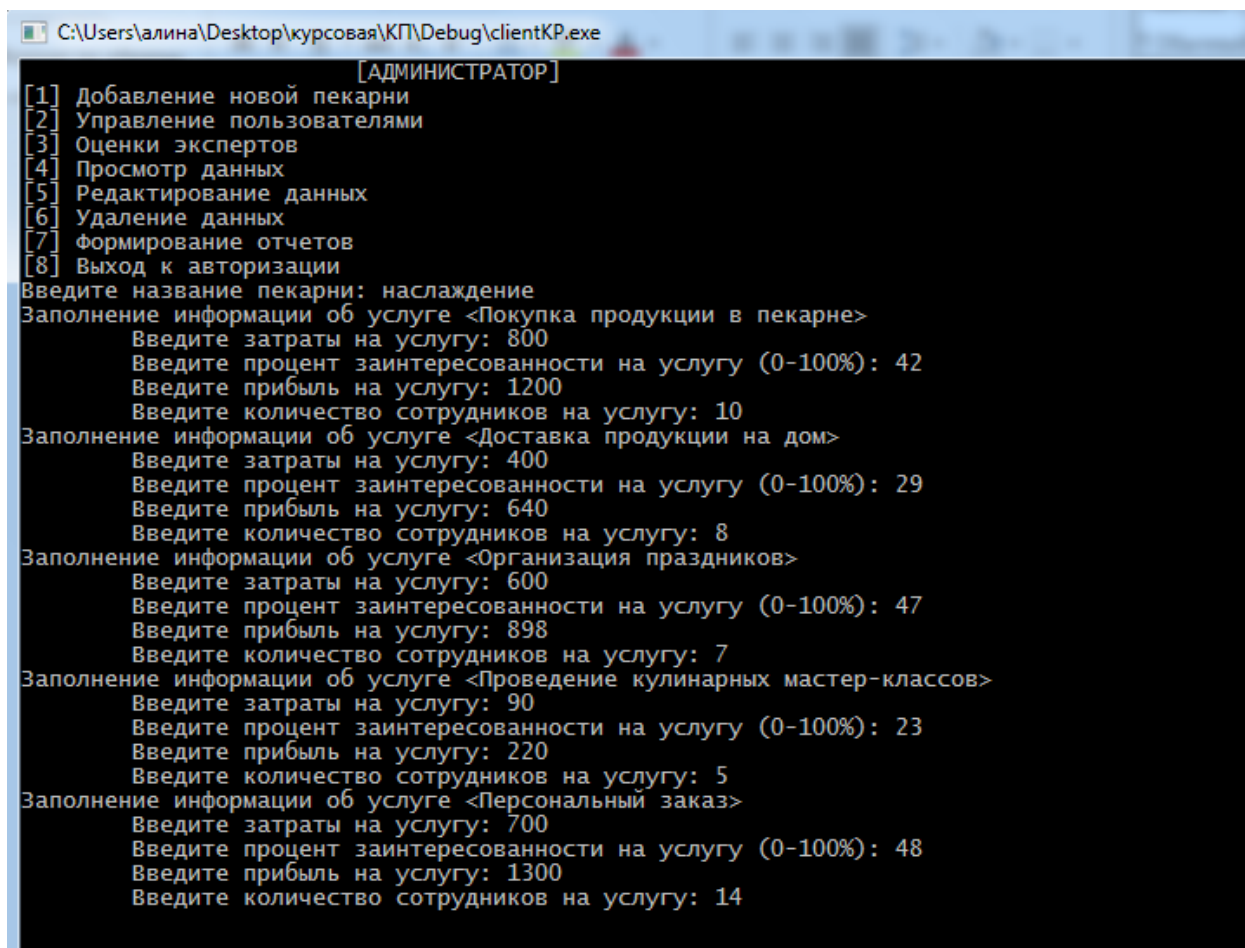 C:\Users\алина\Desktop\курсовая\КП\Debug\clientKP.exe
[АДМИНИСТРАТОР]
[1] Добавление новой пекарни
[2] Управление пользователями
[3] Оценки экспертов
[4] Просмотр данных
[5] Редактирование данных
[6] Удаление данных
[7] Формирование отчетов
[8] Выход к авторизации
Введите название пекарни: наслаждение
Заполнение информации об услуге <Покупка продукции в пекарне>
Введите затраты на услугу: 800
Введите процент заинтересованности на услугу (0-100%): 42
Введите прибыль на услугу: 1200
Введите количество сотрудников на услугу: 10
Заполнение информации об услуге <Доставка продукции на дом>
Введите затраты на услугу: 400
Введите процент заинтересованности на услугу (0-100%): 29
Введите прибыль на услугу: 640
Введите количество сотрудников на услугу: 8
Заполнение информации об услуге <Организация праздников>
Введите затраты на услугу: 600
Введите процент заинтересованности на услугу (0-100%): 47
Введите прибыль на услугу: 898
Введите количество сотрудников на услугу: 7
Заполнение информации об услуге <Проведение кулинарных мастер-классов>
Введите затраты на услугу: 90
Введите процент заинтересованности на услугу (0-100%): 23
Введите прибыль на услугу: 220
Введите количество сотрудников на услугу: 5
Заполнение информации об услуге <Персональный заказ>
Введите затраты на услугу: 700
Введите процент заинтересованности на услугу (0-100%): 48
Введите прибыль на услугу: 1300
Введите количество сотрудников на услугу: 14